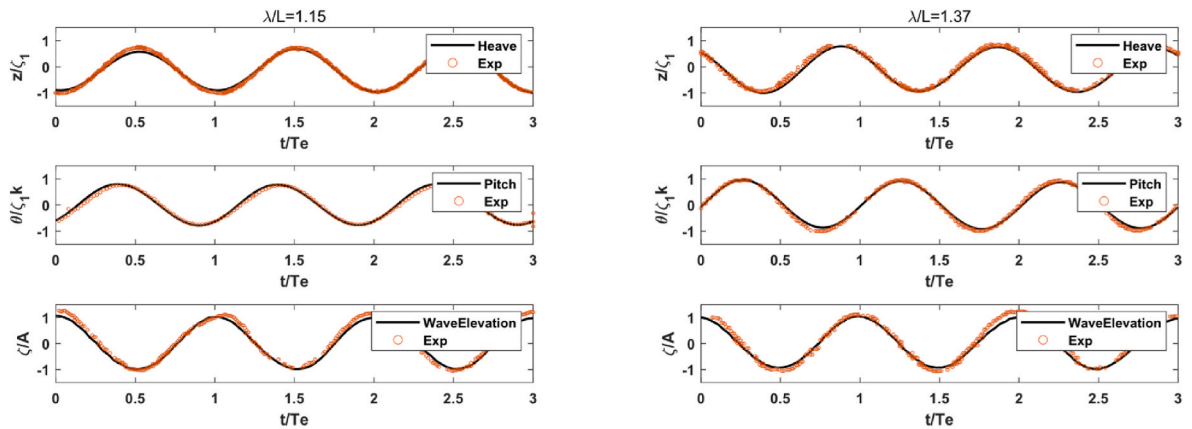 λ/L=1.15
z/ζ₁
1
0
-1
Heave
Exp
0 0.5 1 1.5 2 2.5 3
t/Te
θ/ζ₁k
1
0
-1
Pitch
Exp
0 0.5 1 1.5 2 2.5 3
t/Te
ζ/A
1
0
-1
WaveElevation
Exp
0 0.5 1 1.5 2 2.5 3
t/Te
λ/L=1.37
z/ζ₁
1
0
-1
Heave
Exp
0 0.5 1 1.5 2 2.5 3
t/Te
θ/ζ₁k
1
0
-1
Pitch
Exp
0 0.5 1 1.5 2 2.5 3
t/Te
ζ/A
1
0
-1
WaveElevation
Exp
0 0.5 1 1.5 2 2.5 3
t/Te